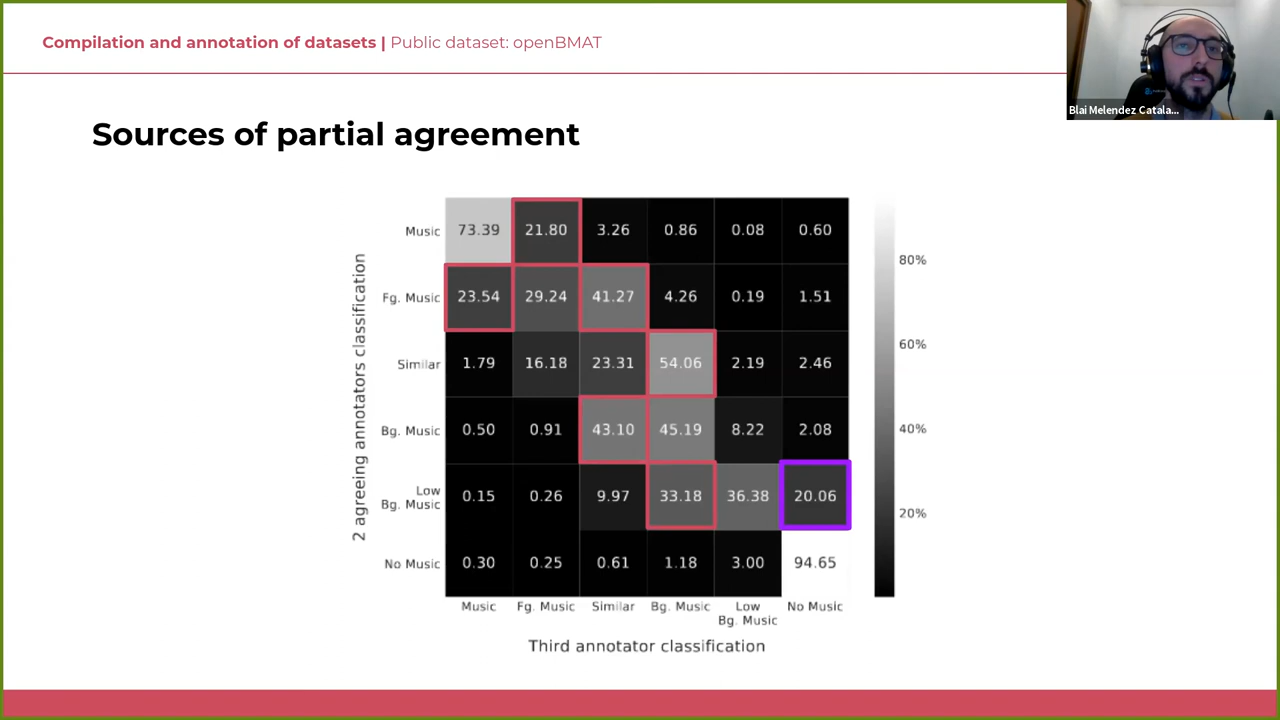 Compilation and annotation of datasets | Public dataset: openBMAT
Blai Melendez Catala...
Sources of partial agreement
2 agreeing annotators classification
Music 73.39 21.80 3.26 0.86 0.08 0.60
Fg. Music 23.54 29.24 41.27 4.26 0.19 1.51
Similar 1.79 16.18 23.31 54.06 2.19 2.46
Bg. Music 0.50 0.91 43.10 45.19 8.22 2.08
Low
Bg. Music 0.15 0.26 9.97 33.18 36.38 20.06
No Music 0.30 0.25 0.61 1.18 3.00 94.65
Music Fg. Music Similar Bg. Music Low
Bg. Music No Music
Third annotator classification
80%
60%
40%
20%